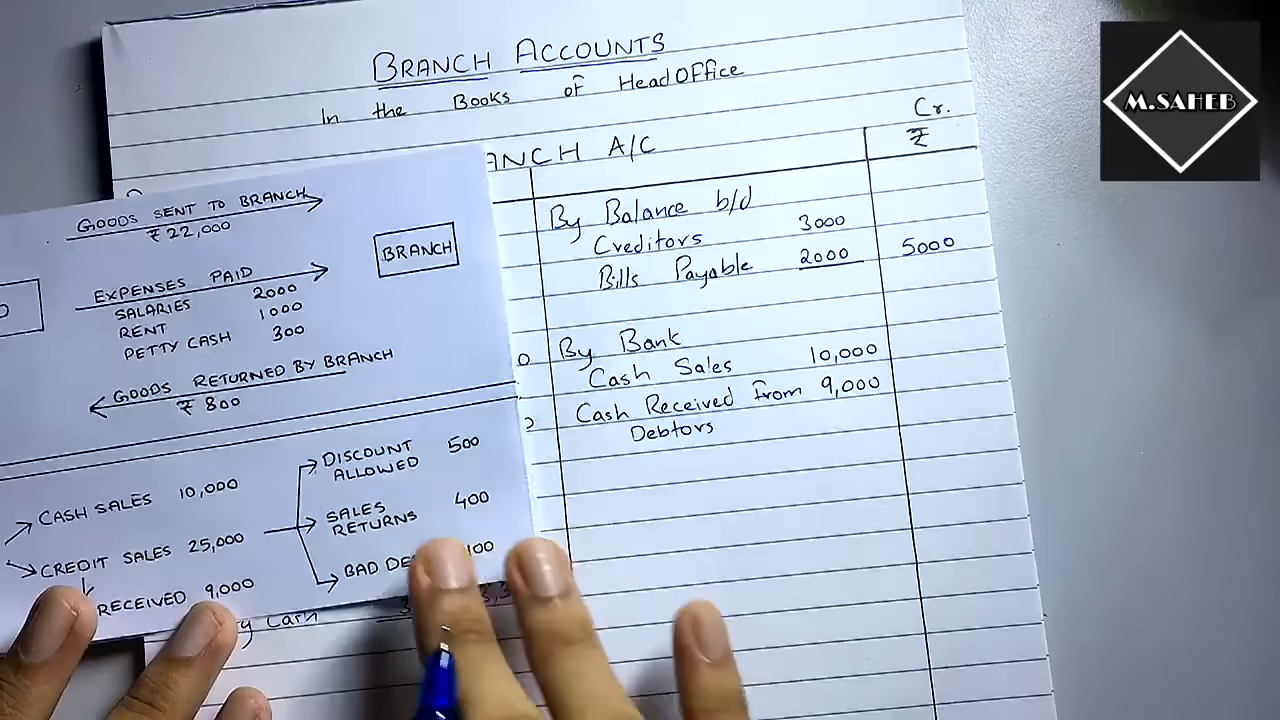 BRANCH ACCOUNTS
In the Books of Head Office
M.SAHEB
Cr.
₹
ANCH A/C
By Balance b/d
Creditors 3000
Bills Payable 2000 5000
By Bank
Cash Sales 10,000
Cash Received from 9,000
Debtors
GOODS SENT TO BRANCH
₹ 22,000
BRANCH
EXPENSES PAID
SALARIES 2000
RENT 1000
PETTY CASH 300
GOODS RETURNED BY BRANCH
₹ 800
CASH SALES 10,000
CREDIT SALES 25,000
RECEIVED 9,000
DISCOUNT ALLOWED 500
SALES RETURNS 400
BAD DE 100
y Cash